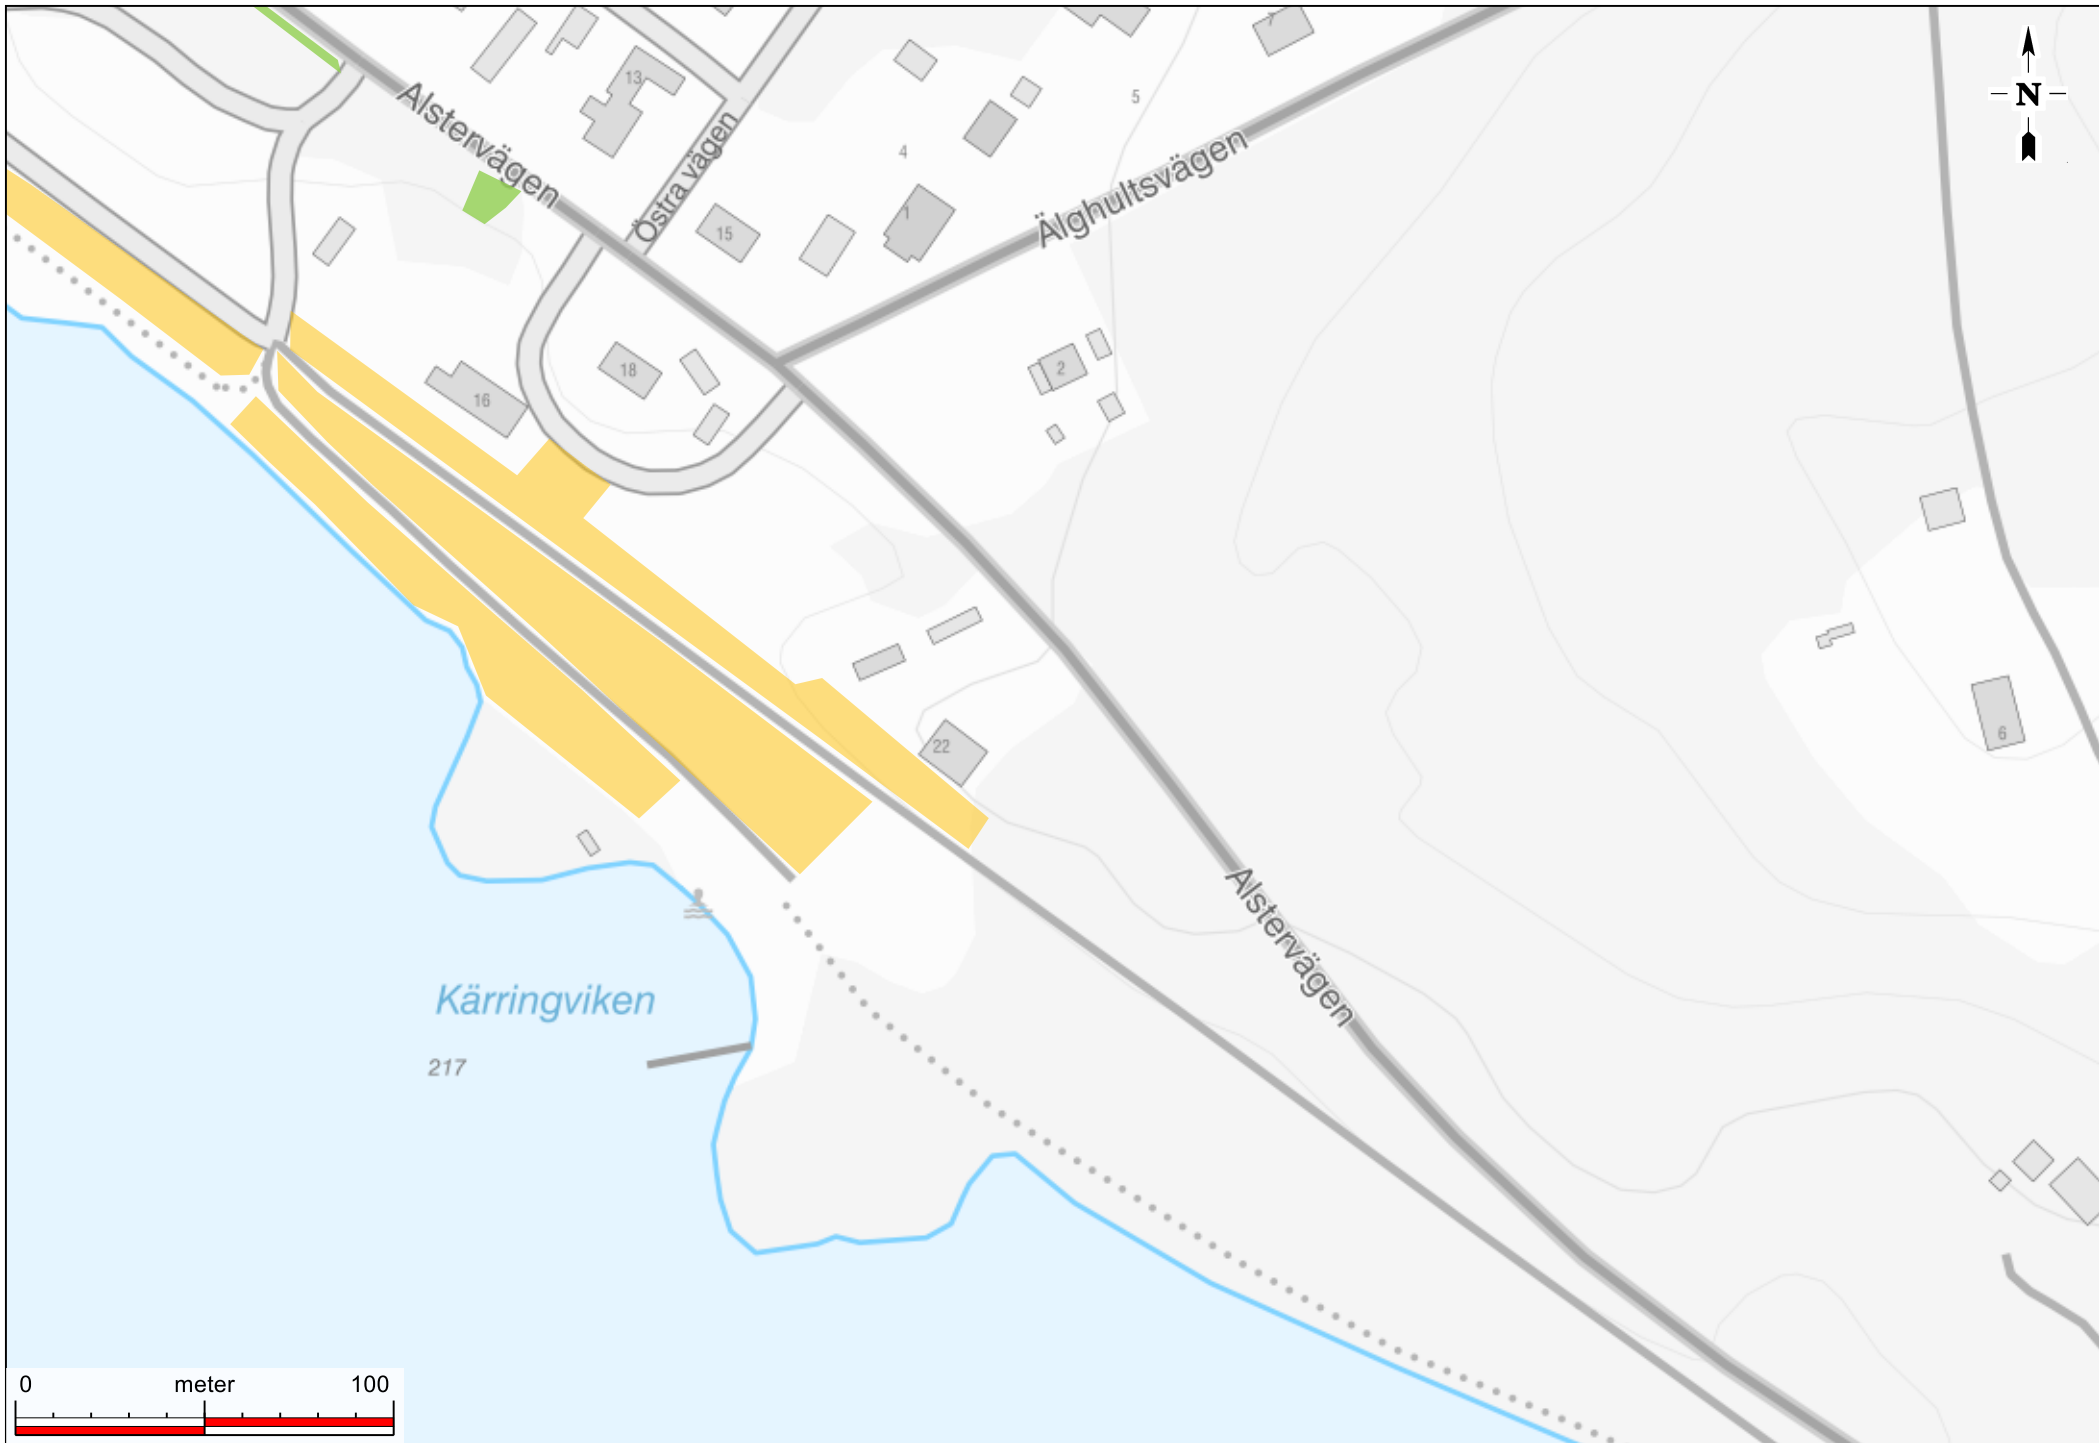 7
N
13
Alstervägen
5
Östra vägen
4
Älghultsvägen
1
15
18
2
16
22
6
Alstervägen
Kärringviken
217
0 meter 100